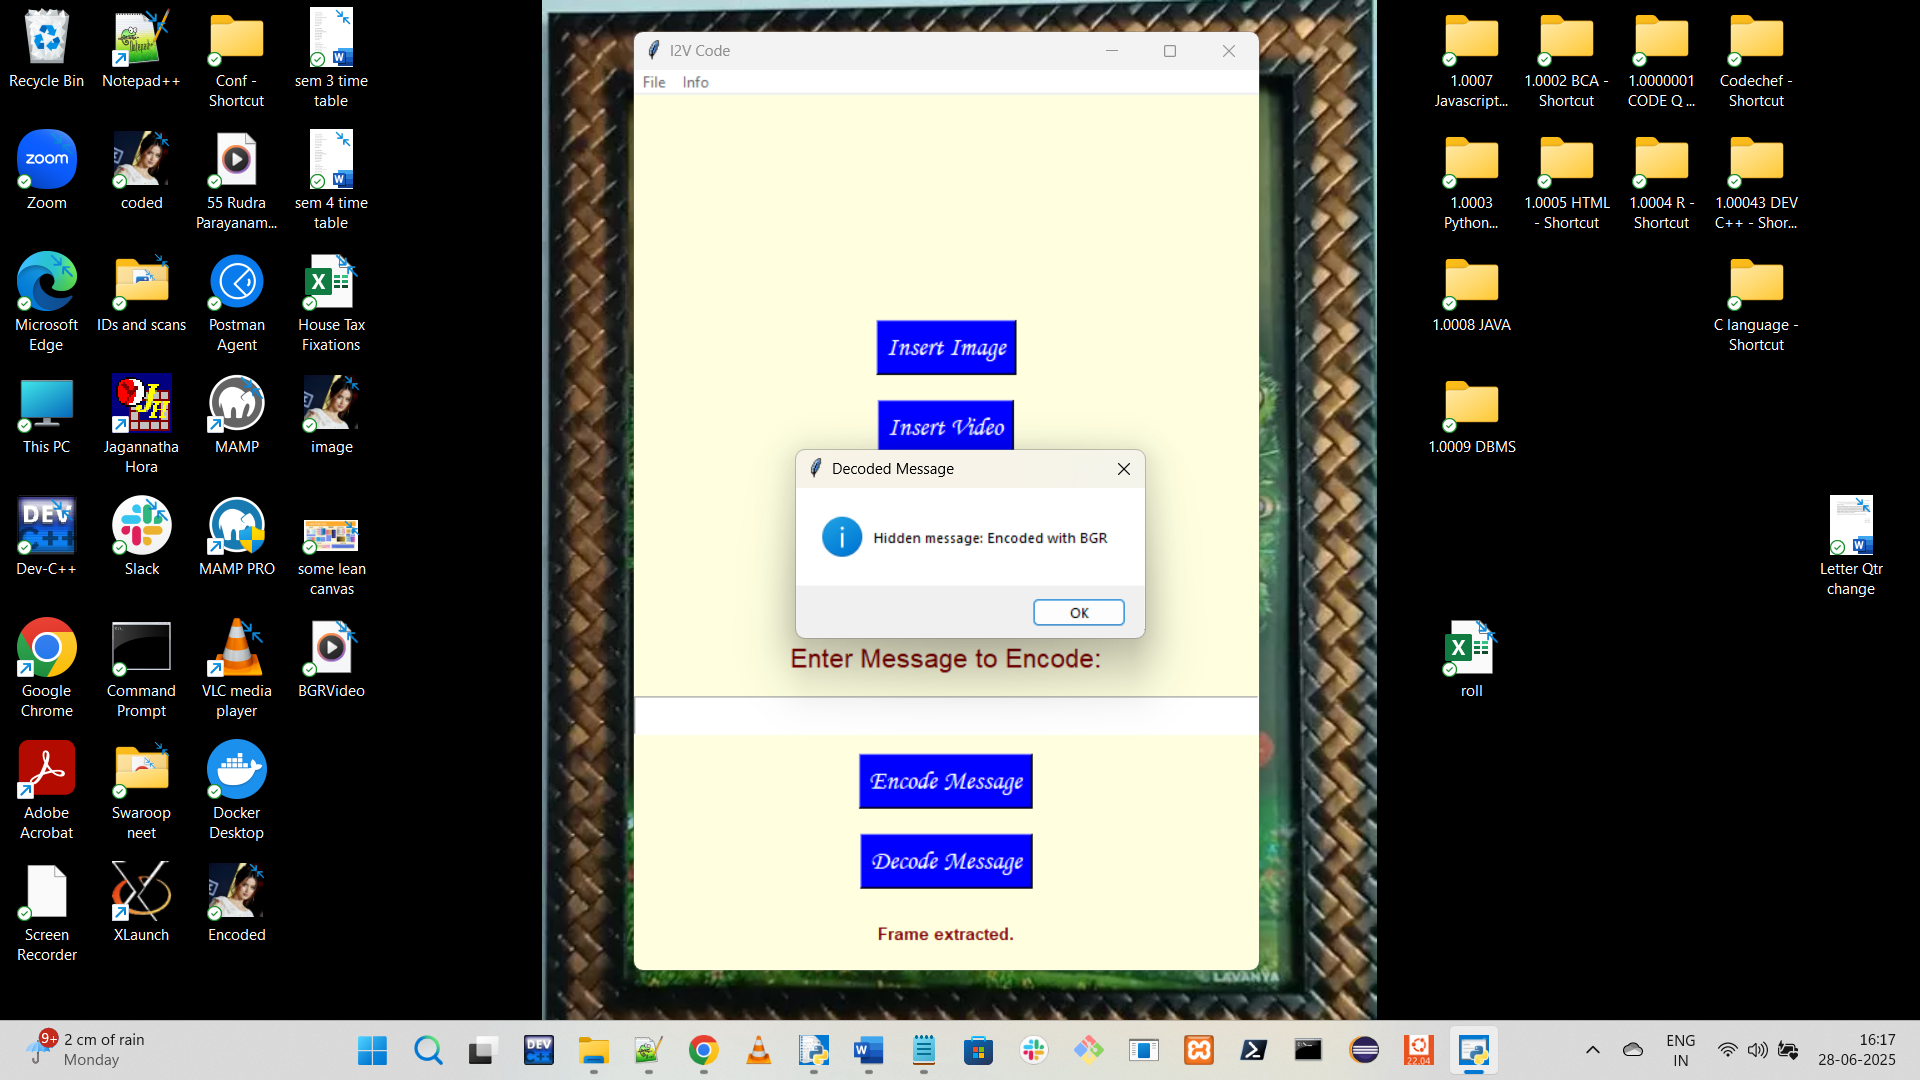 Recycle Bin
Notepad++
Conf -
Shortcut
sem 3 time
table
Zoom
coded
55 Rudra
Parayanam...
sem 4 time
table
Microsoft
Edge
IDs and scans
Postman
Agent
House Tax
Fixations
This PC
Jagannatha
Hora
MAMP
image
Dev-C++
Slack
MAMP PRO
some lean
canvas
Google
Chrome
Command
Prompt
VLC media
player
BGRVideo
Adobe
Acrobat
Swaroop
neet
Docker
Desktop
Screen
Recorder
XLaunch
Encoded
zoom
DEV
C++
I2V Code
File Info
Insert Image
Insert Video
Decoded Message
Hidden message: Encoded with BGR
OK
Enter Message to Encode:
Encode Message
Decode Message
Frame extracted.
LAVANYA
1.0007
Javascript...
1.0002 BCA -
Shortcut
1.0000001
CODE Q ...
Codechef -
Shortcut
1.0003
Python...
1.0005 HTML
- Shortcut
1.0004 R -
Shortcut
1.00043 DEV
C++ - Shor...
1.0008 JAVA
C language -
Shortcut
1.0009 DBMS
Letter Qtr
change
roll
9+
2 cm of rain
Monday
DEV
C++
22.04
ENG
IN
16:17
28-06-2025